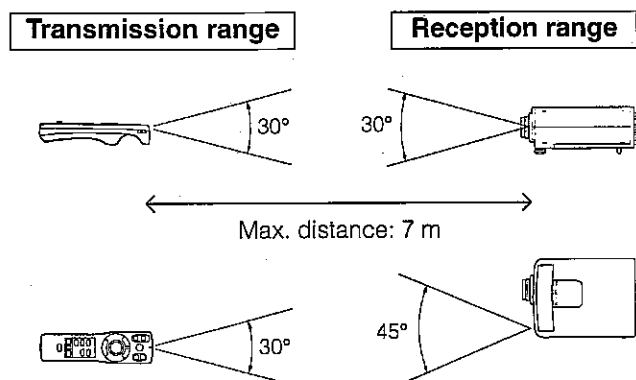 Transmission range
Reception range
30°
30°
Max. distance: 7 m
30°
45°